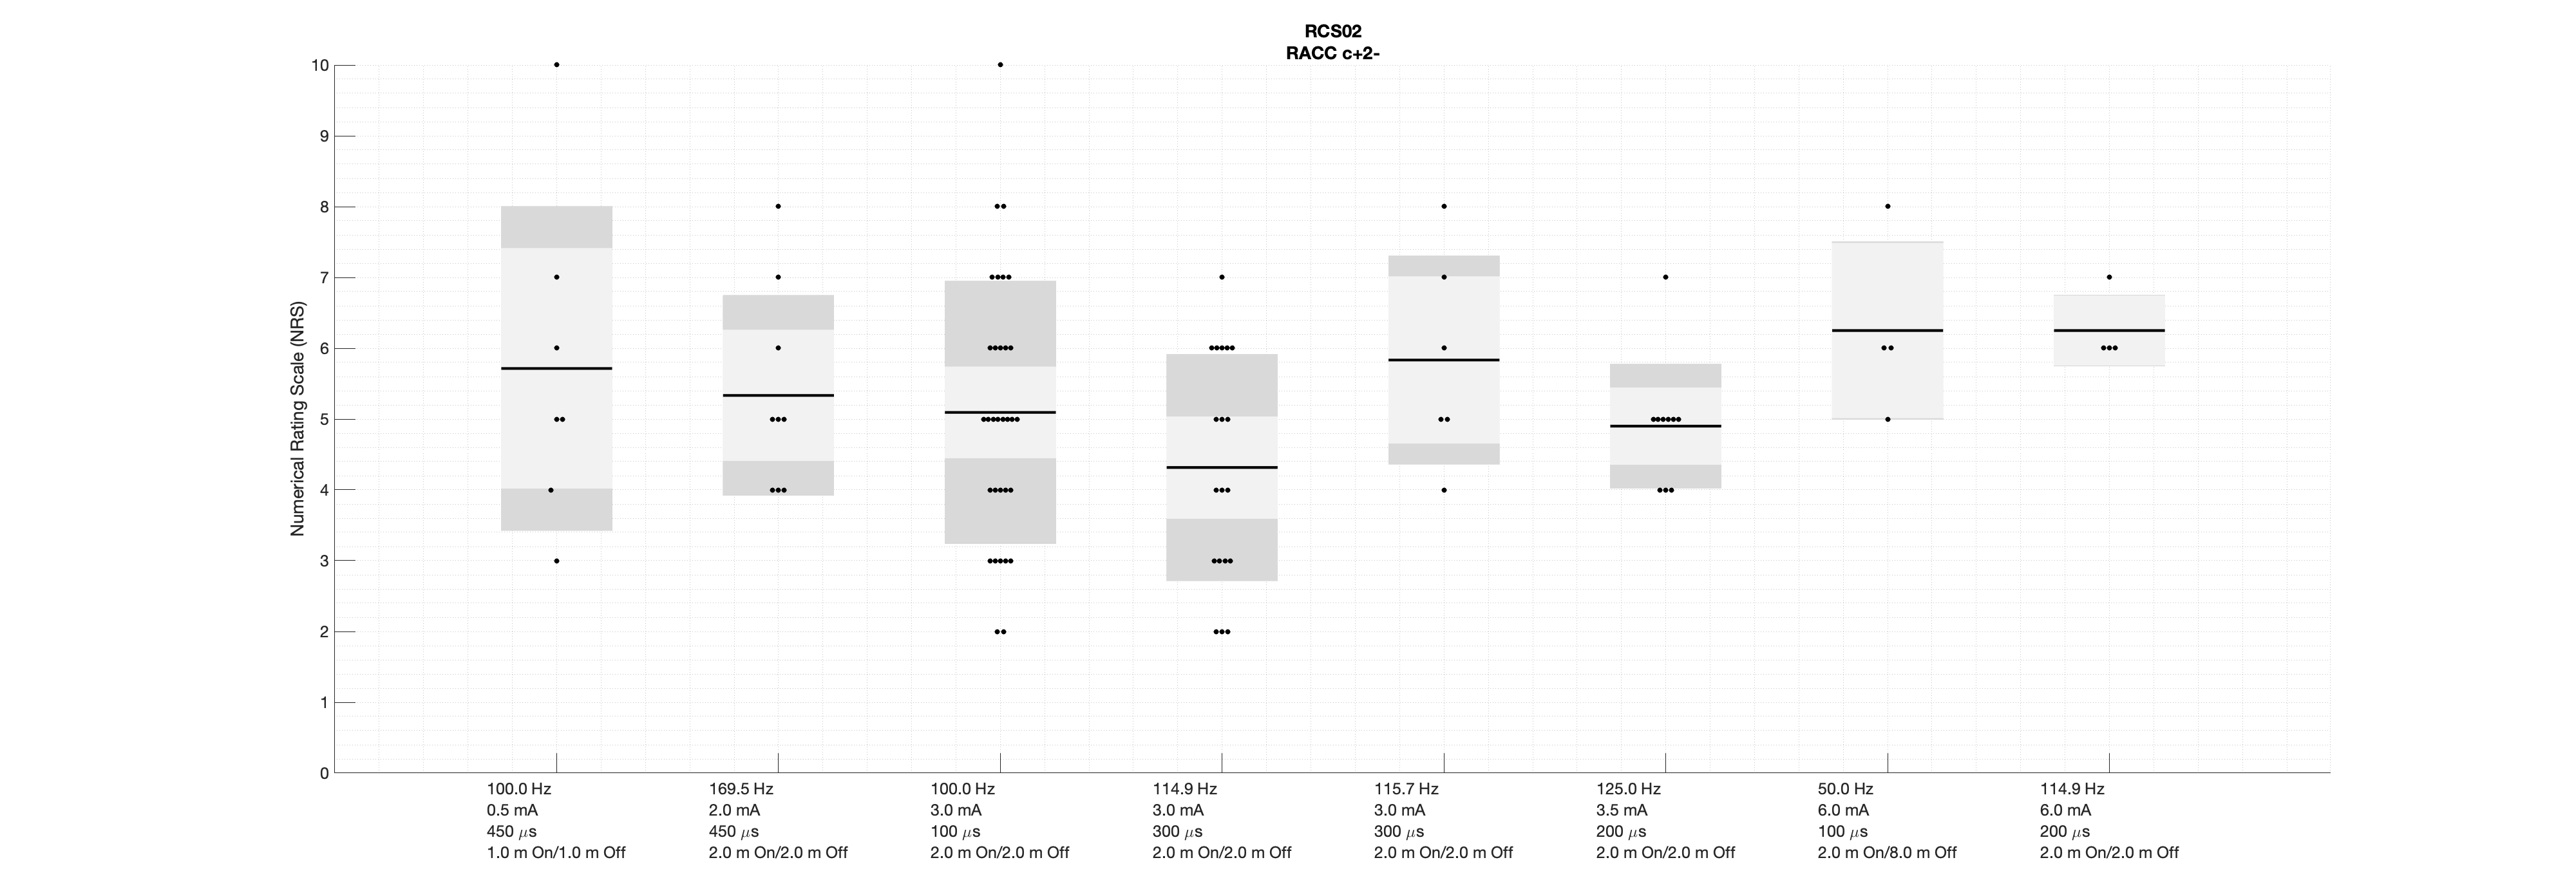 RCS02
RACC c+2-
Numerical Rating Scale (NRS)
10
9
8
7
6
5
4
3
2
1
0
100.0 Hz
0.5 mA
450 μs
1.0 m On/1.0 m Off
169.5 Hz
2.0 mA
450 μs
2.0 m On/2.0 m Off
100.0 Hz
3.0 mA
100 μs
2.0 m On/2.0 m Off
114.9 Hz
3.0 mA
300 μs
2.0 m On/2.0 m Off
115.7 Hz
3.0 mA
300 μs
2.0 m On/2.0 m Off
125.0 Hz
3.5 mA
200 μs
2.0 m On/2.0 m Off
50.0 Hz
6.0 mA
100 μs
2.0 m On/8.0 m Off
114.9 Hz
6.0 mA
200 μs
2.0 m On/2.0 m Off